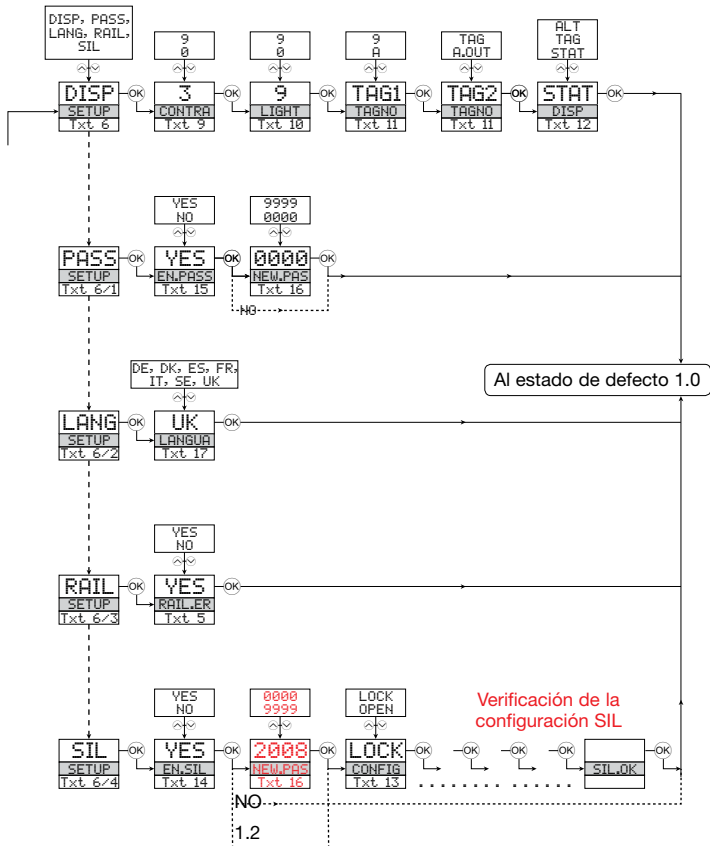 DISP, PASS,
LANG, RAIL,
SIL
9
0
9
0
9
A
TAG
A.OUT
ALT
TAG
STAT
DISP
SETUP
Txt 6
OK
3
CONTRA
Txt 9
OK
9
LIGHT
Txt 10
OK
TAG1
TAGNO
Txt 11
OK
TAG2
TAGNO
Txt 11
OK
STAT
DISP
Txt 12
OK
YES
NO
9999
0000
PASS
SETUP
Txt 6/1
OK
YES
EN.PASS
Txt 15
OK
0000
NEW.PAS
Txt 16
OK
NO
DE, DK, ES, FR,
IT, SE, UK
Al estado de defecto 1.0
LANG
SETUP
Txt 6/2
OK
UK
LANGUA
Txt 17
OK
YES
NO
RAIL
SETUP
Txt 6/3
OK
YES
RAIL.ER
Txt 5
OK
YES
NO
0000
9999
LOCK
OPEN
Verificación de la
configuración SIL
SIL
SETUP
Txt 6/4
OK
YES
EN.SIL
Txt 14
OK
2008
NEW.PAS
Txt 16
OK
LOCK
CONFIG
Txt 13
OK
OK
OK
OK
SIL.OK
OK
NO
1.2